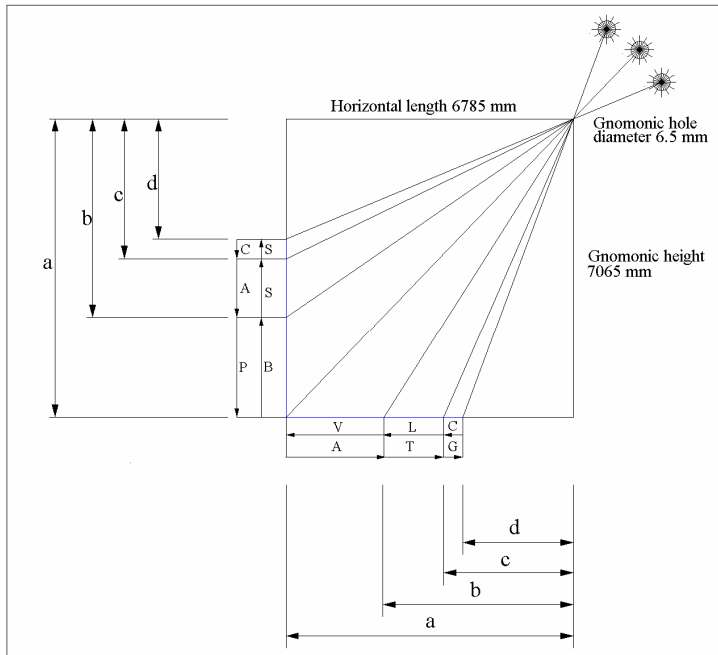 Horizontal length 6785 mm
Gnomonic hole
diameter 6.5 mm
d
c
b
a
C S
A S
Gnomonic height
7065 mm
P B
V L C
A T G
d
c
b
a